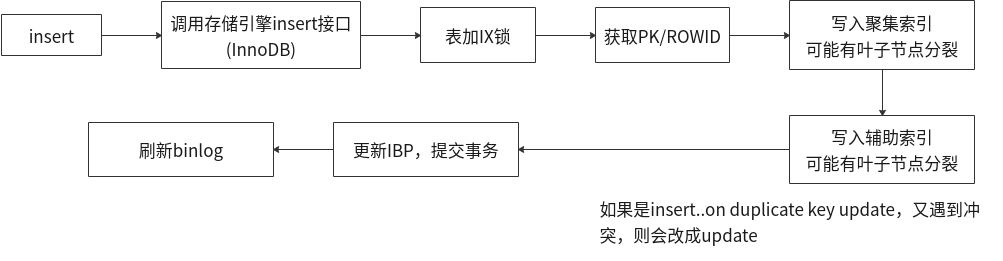 insert
调用存储引擎insert接口
(InnoDB)
表加IX锁
获取PK/ROWID
写入聚集索引
可能有叶子节点分裂
写入辅助索引
可能有叶子节点分裂
更新IBP，提交事务
刷新binlog
如果是insert..on duplicate key update，又遇到冲
突，则会改成update